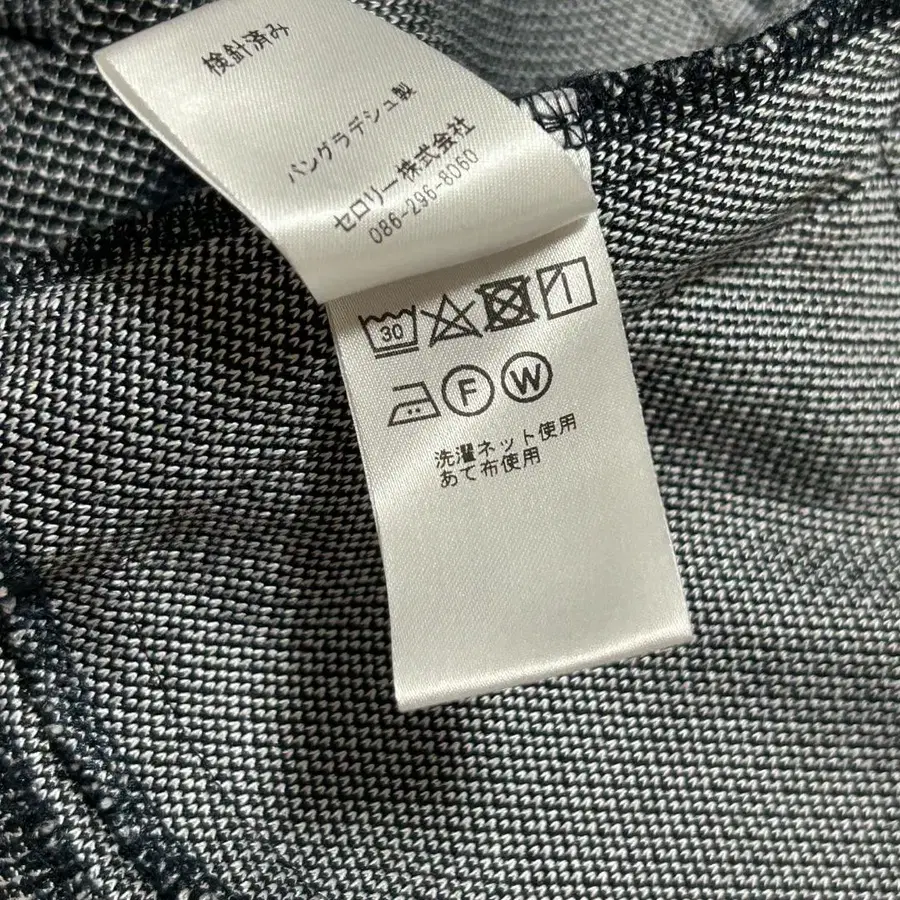 検針済み
バングラデシュ製
セロリー株式会社
086-296-8060
30
F W
洗濯ネット使用
あて布使用